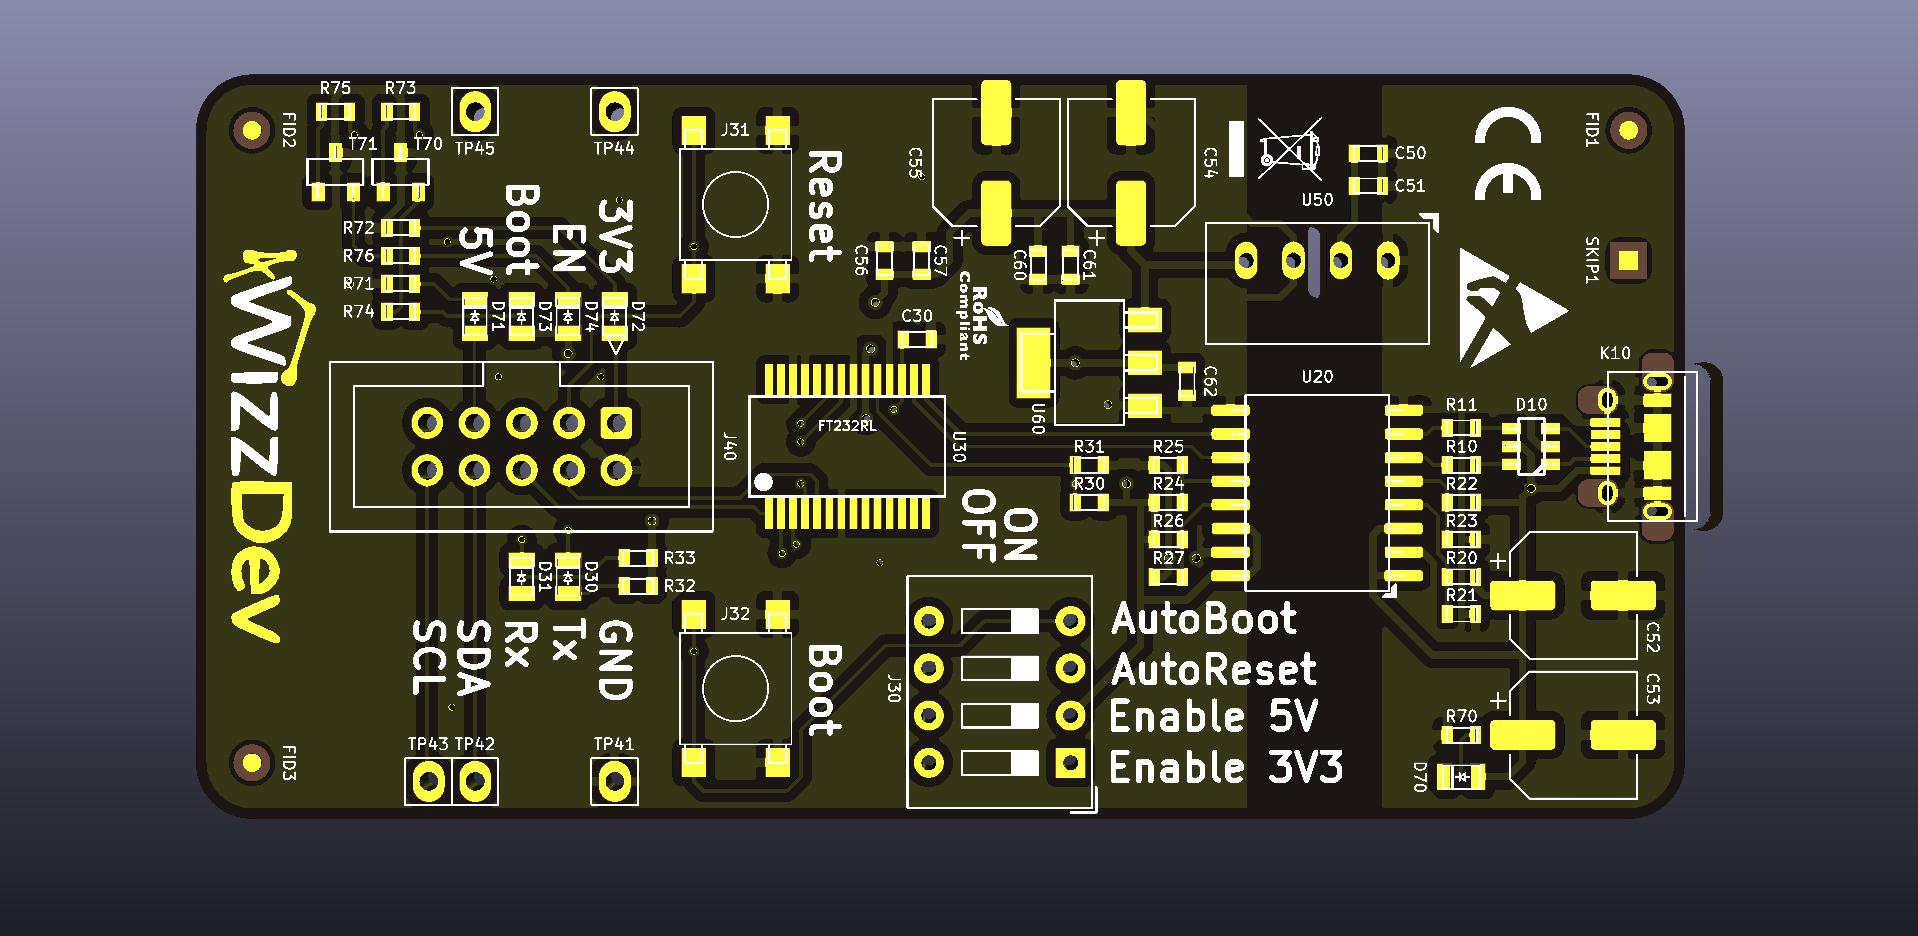 R75
R73
FID2
T71
T70
TP45
TP44
J31
Reset
C55
C54
C50
C51
U50
CE
FID1
SKIP1
R72
R76
R71
R74
5V
Boot
EN
3V3
D71
D73
D74
D72
C56
C57
C60
C61
RoHS
Compliant
C30
U60
C62
U20
K10
WizzDev
J40
FT232RL
U30
R31
R30
R25
R24
R26
R27
R11
R10
R22
R23
R20
R21
D10
ON
OFF
D31
D30
R33
R32
SCL
SDA
Rx
Tx
GND
J32
Boot
J30
AutoBoot
AutoReset
Enable 5V
Enable 3V3
C52
C53
R70
D70
FID3
TP43
TP42
TP41